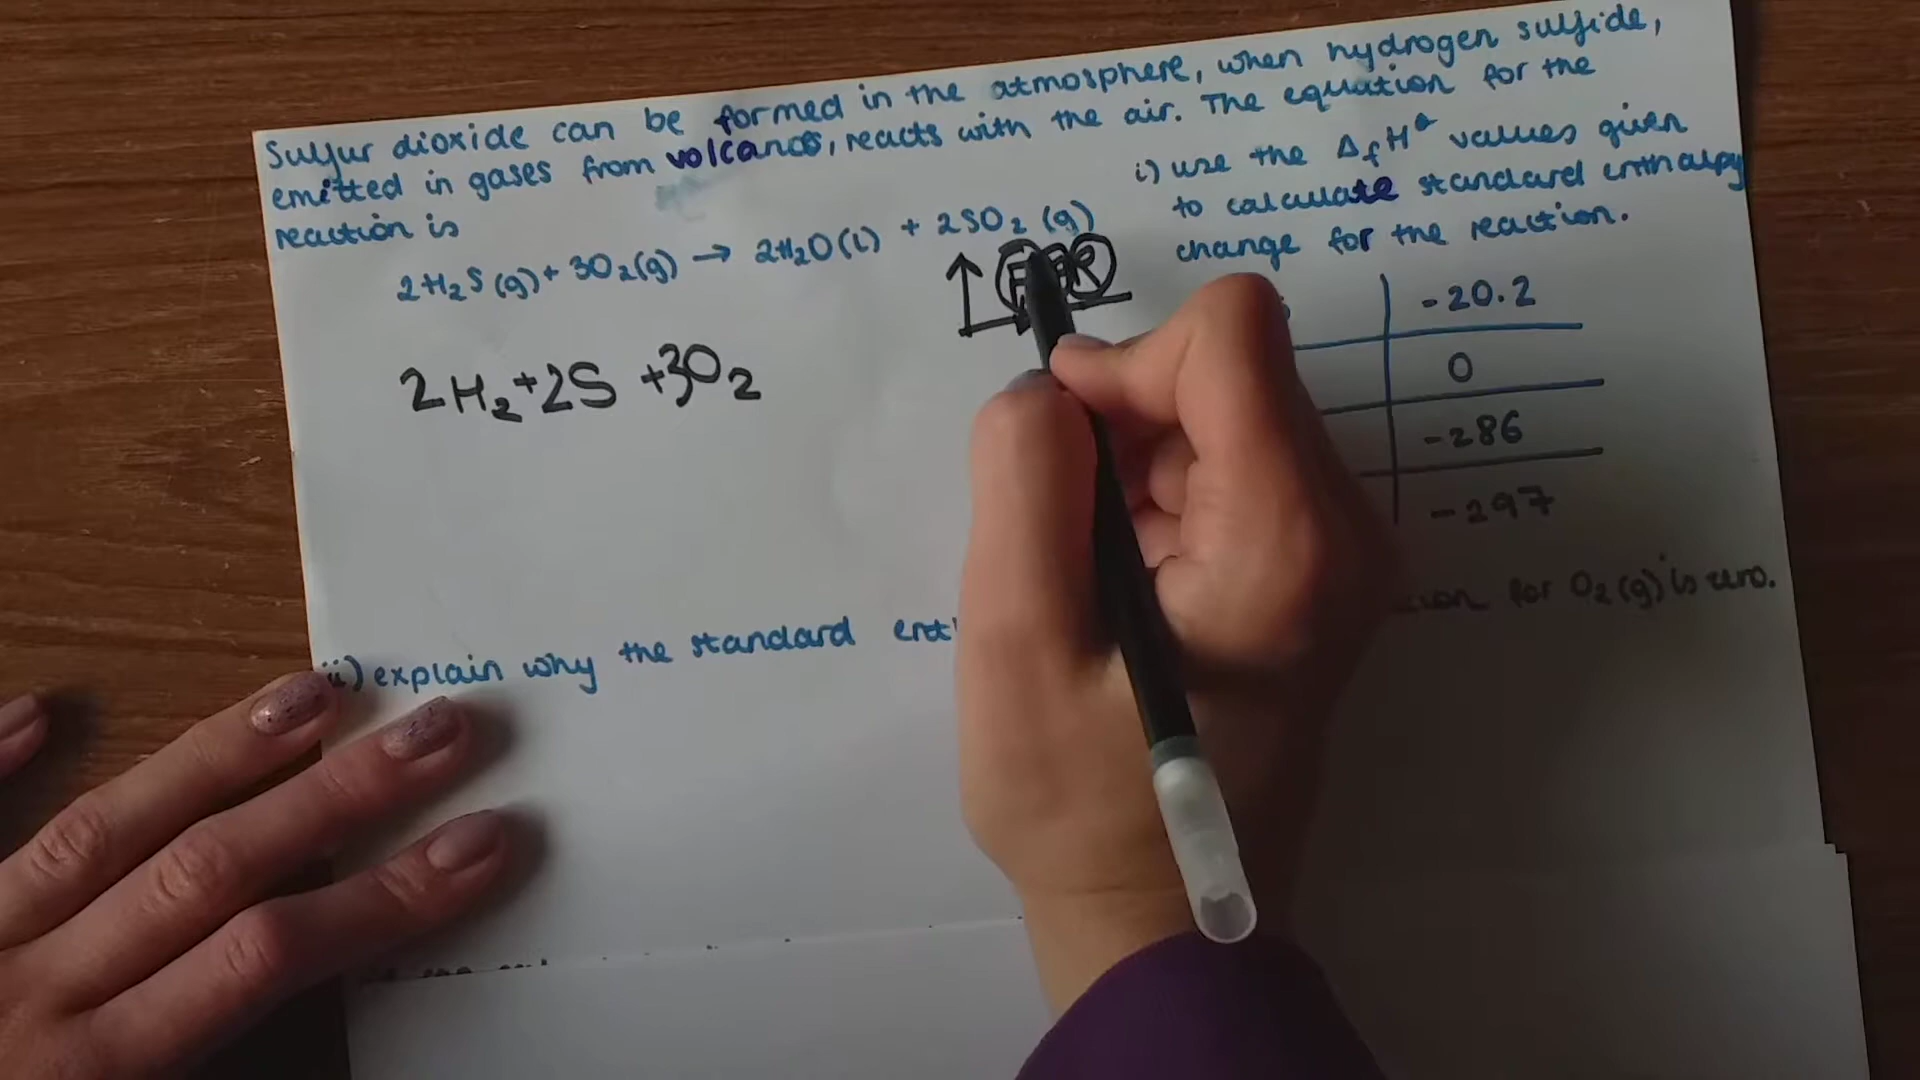 Sulfur dioxide can be formed in the atmosphere, when hydrogen sulfide,
emitted in gases from volcanos, reacts with the air. The equation for the
reaction is
2H₂S (g) + 3O₂(g) → 2H₂O(l) + 2SO₂ (g)
i) use the ΔfH⦵ values given
to calculate standard enthalpy
change for the reaction.
2H₂+2S +3O₂
-20.2
0
-286
-297
ii) explain why the standard for O₂(g) is zero.